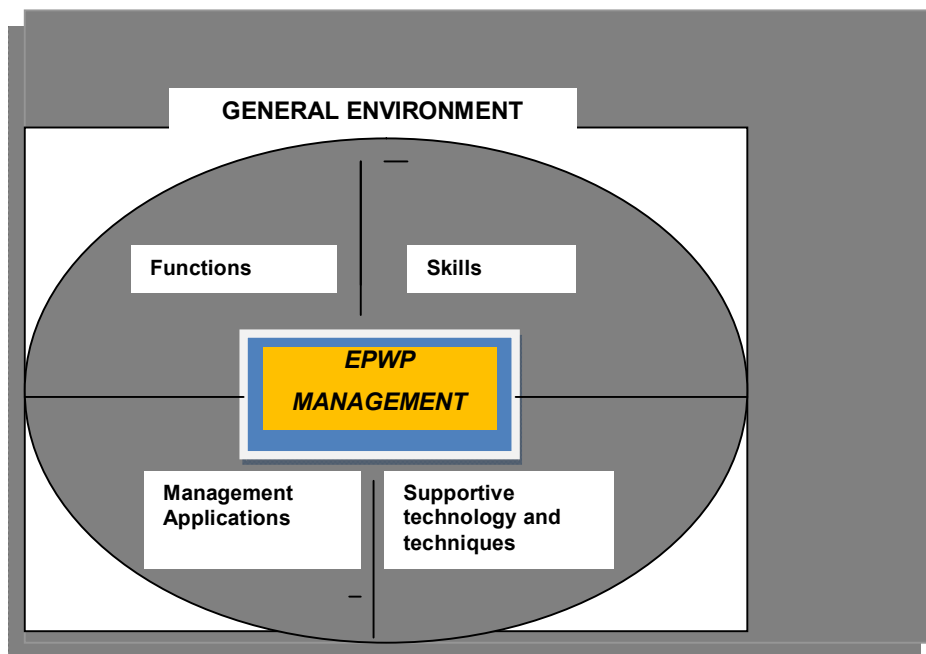 GENERAL ENVIRONMENT
Functions
Skills
EPWP
MANAGEMENT
Management
Applications
Supportive
technology and
techniques